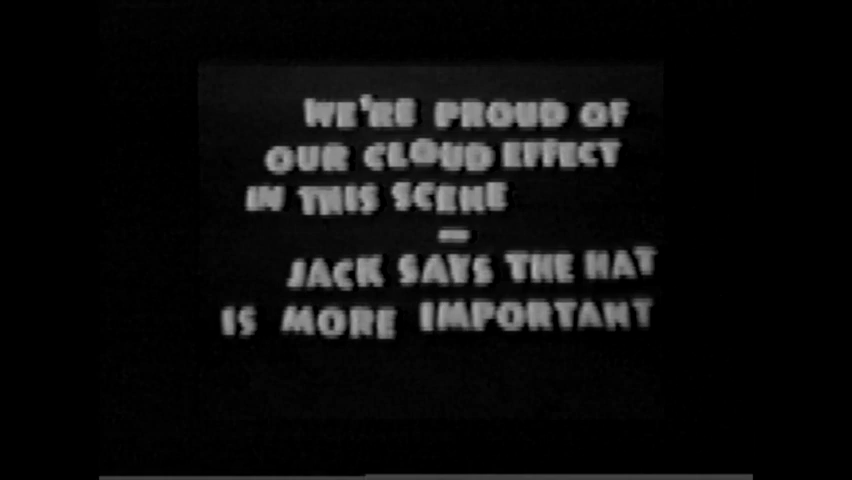 WE'RE PROUD OF
OUR CLOUD EFFECT
IN THIS SCENE
—
JACK SAYS THE HAT
IS MORE IMPORTANT